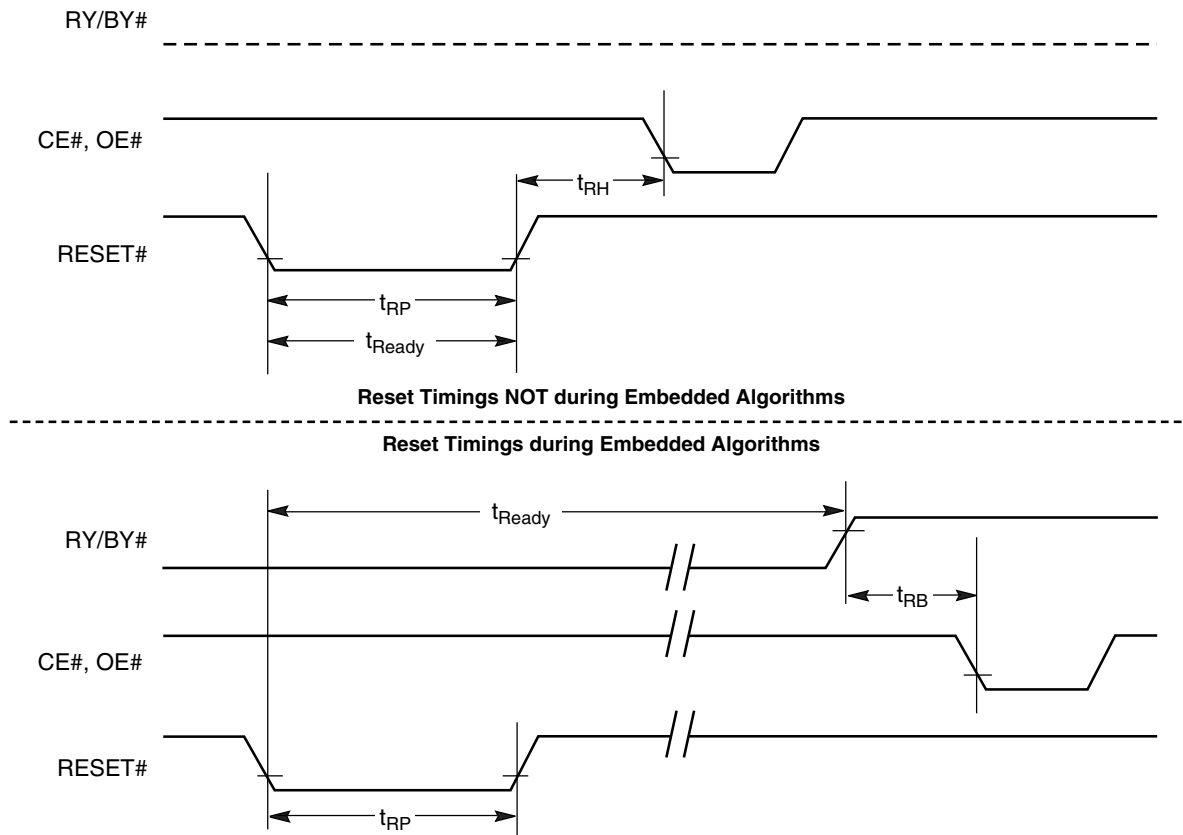 RY/BY#
CE#, OE#
tRH
RESET#
tRP
tReady
Reset Timings NOT during Embedded Algorithms
Reset Timings during Embedded Algorithms
tReady
RY/BY#
tRB
CE#, OE#
RESET#
tRP